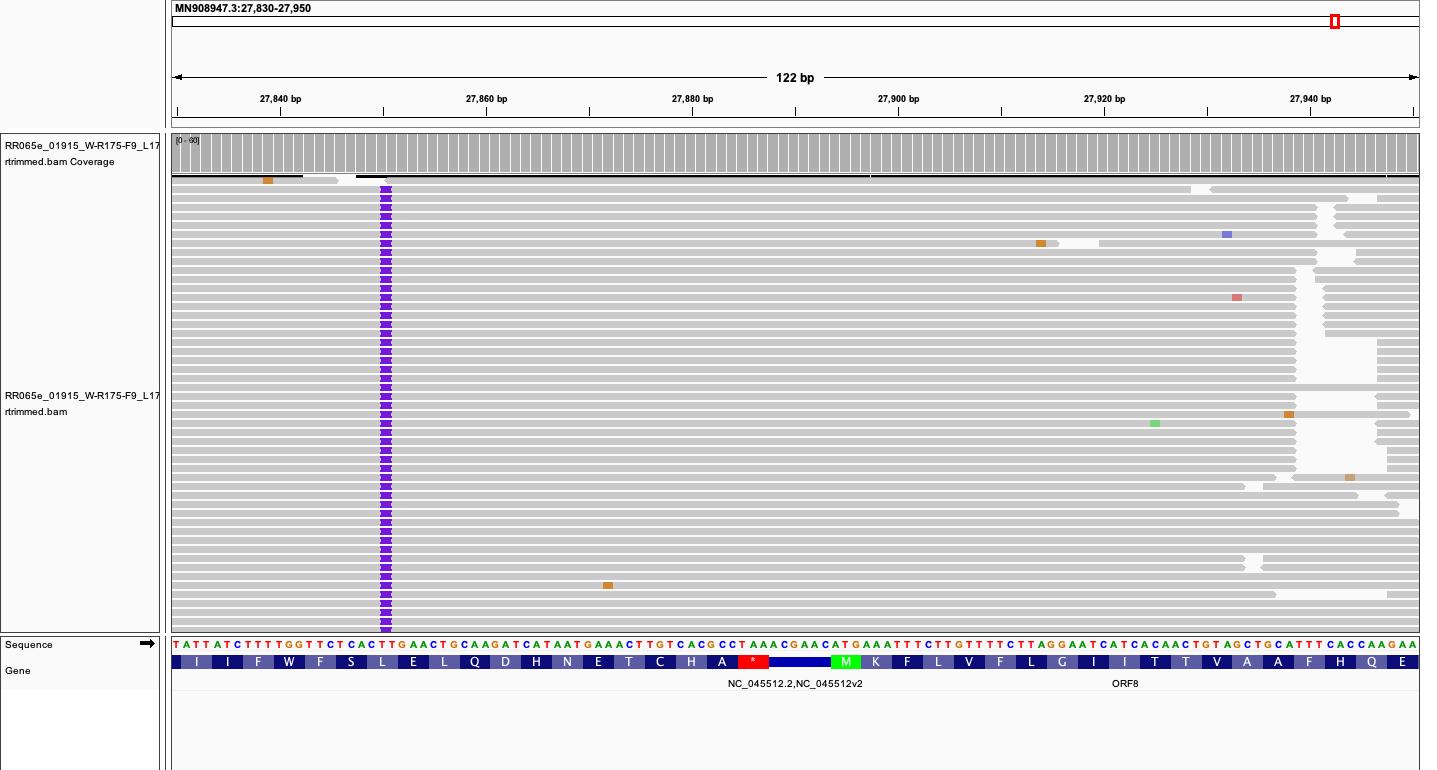 MN908947.3:27,830-27,950
122 bp
27,840 bp 27,860 bp 27,880 bp 27,900 bp 27,920 bp 27,940 bp
RR065e_01915_W-R175-F9_L17
rtrimmed.bam Coverage
[0 - 60]
RR065e_01915_W-R175-F9_L17
rtrimmed.bam
Sequence
TATTATCTTTTGGTTCTCACTTGAACTGCAAGATCATAATGAAACTTGTCACGCCTAAACGAACATGAAATTTCTTGTTTTCTTAGGAATCATCACAACTGTAGCTGCATTTCACCAAGAA
Gene
I I F W F S L E L Q D H N E T C H A * M K F L V F L G I I T T V A A F H Q E
NC_045512.2,NC_045512v2 ORF8